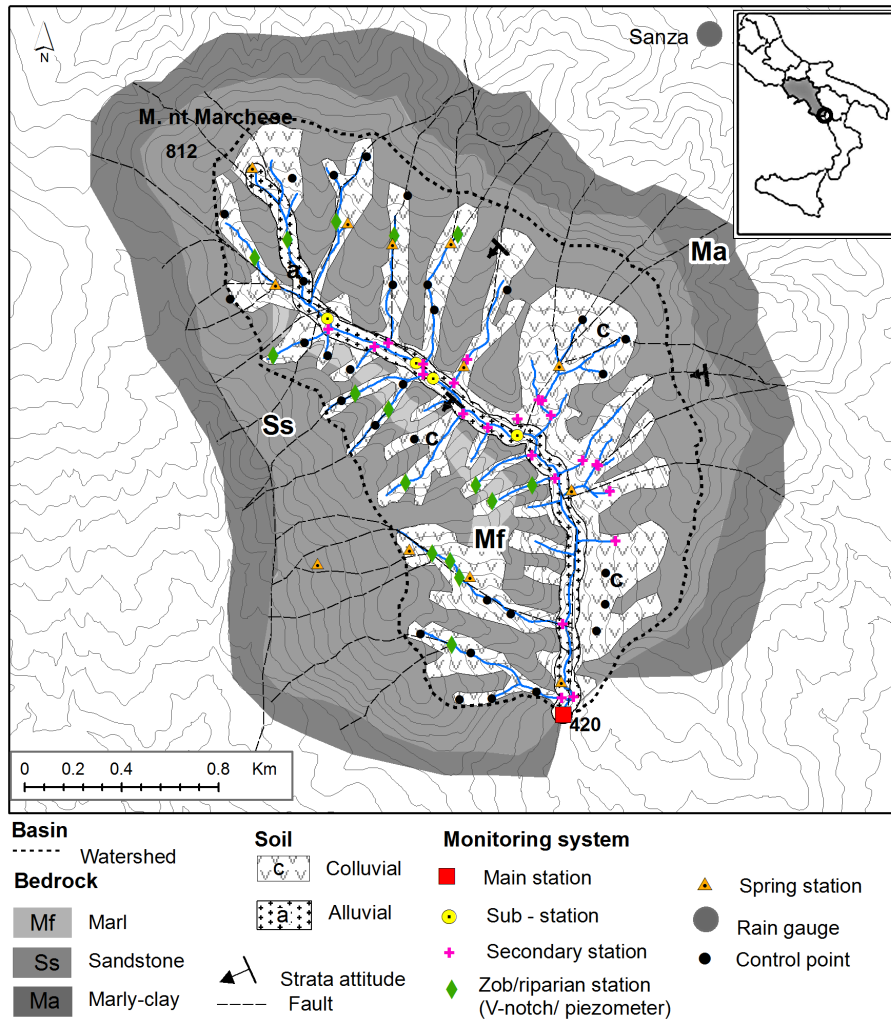 Sanza
N
M. nt Marchese
812
Ma
a
c
Ss
c
Mf
c
420
0 0.2 0.4 0.8 Km
Basin
Watershed
Bedrock
Mf Marl
Ss Sandstone
Ma Marly-clay
Soil
c Colluvial
a Alluvial
Strata attitude
Fault
Monitoring system
Main station
Sub - station
Secondary station
Zob/riparian station
(V-notch/ piezometer)
Spring station
Rain gauge
Control point